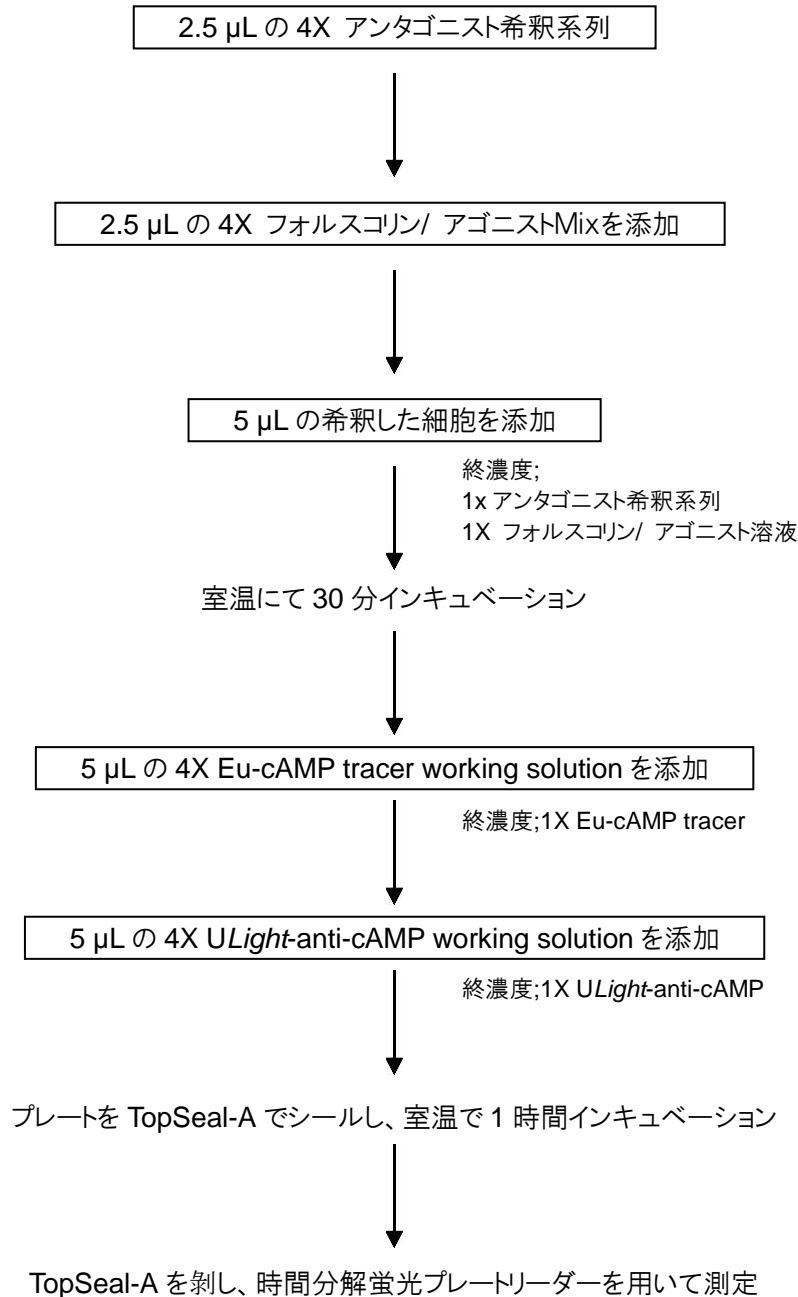 2.5 µL の 4X アンタゴニスト希釈系列
2.5 µL の 4X フォルスコリン/ アゴニストMixを添加
5 µL の希釈した細胞を添加
終濃度;
1x アンタゴニスト希釈系列
1X フォルスコリン/ アゴニスト溶液
室温にて 30 分インキュベーション
5 µL の 4X Eu-cAMP tracer working solution を添加
終濃度;1X Eu-cAMP tracer
5 µL の 4X ULight-anti-cAMP working solution を添加
終濃度;1X ULight-anti-cAMP
プレートを TopSeal-A でシールし、室温で 1 時間インキュベーション
TopSeal-A を剝し、時間分解蛍光プレートリーダーを用いて測定